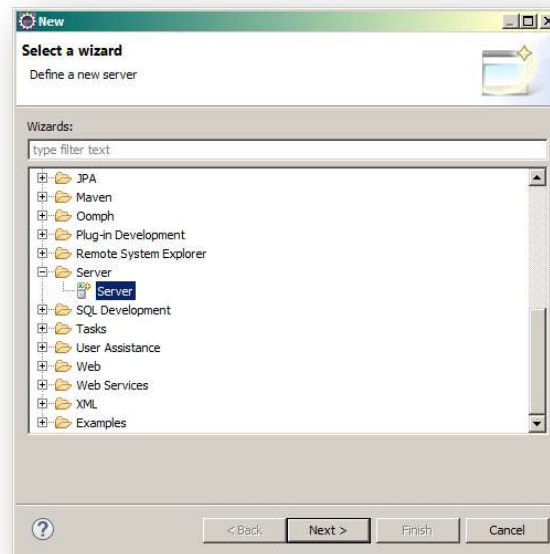 New
Select a wizard
Define a new server
Wizards:
type filter text
JPA
Maven
Oomph
Plug-in Development
Remote System Explorer
Server
Server
SQL Development
Tasks
User Assistance
Web
Web Services
XML
Examples
?
< Back
Next >
Finish
Cancel